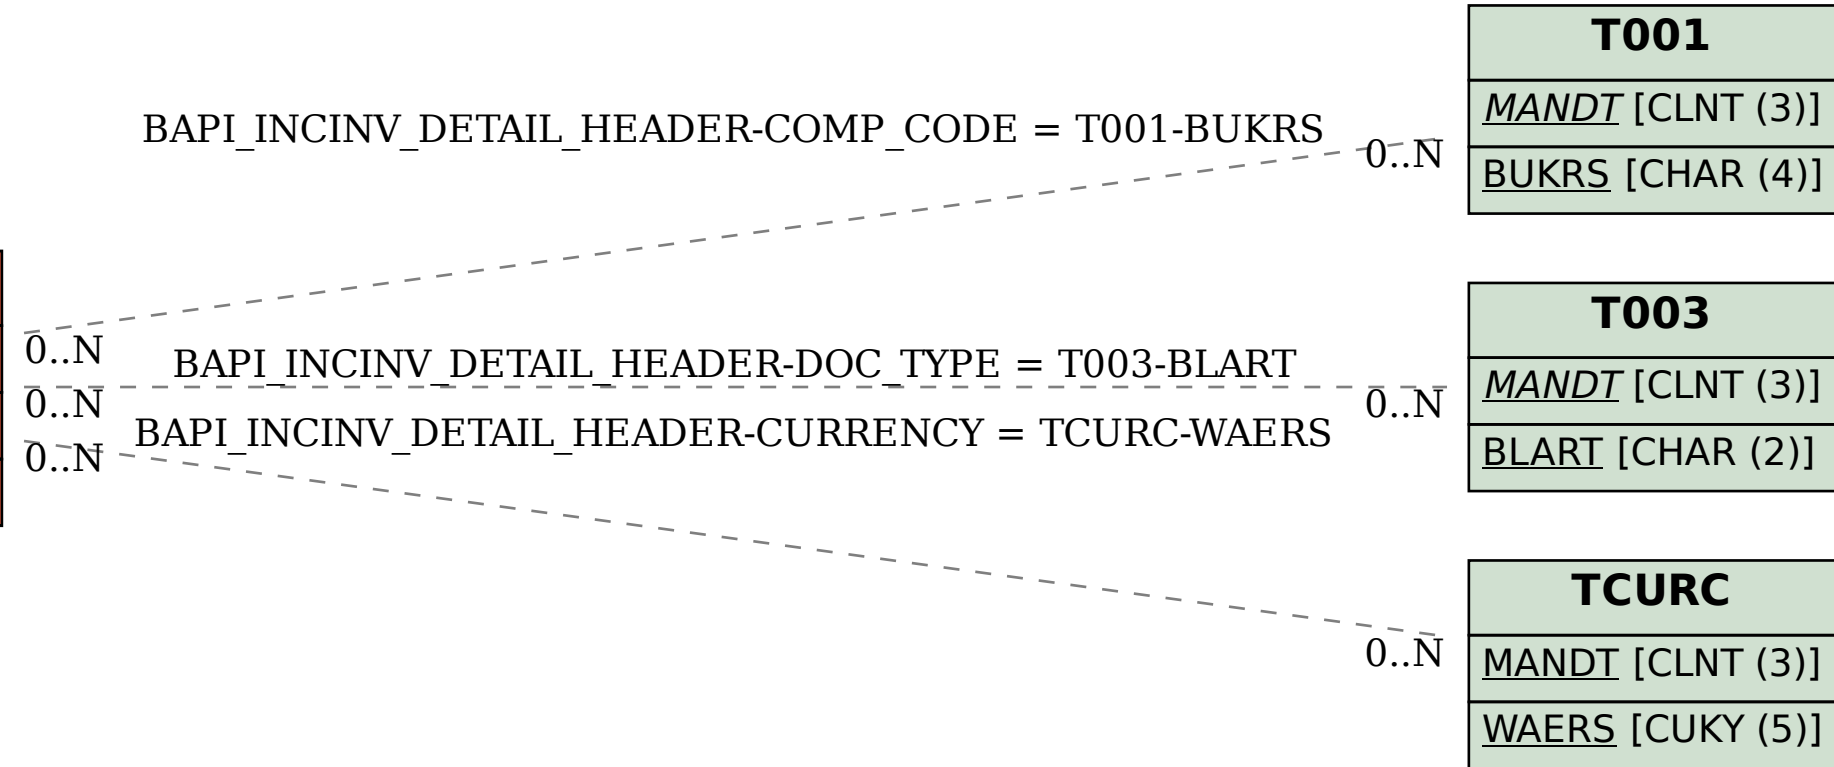 T001
MANDT [CLNT (3)]
BUKRS [CHAR (4)]
BAPI_INCINV_DETAIL_HEADER-COMP_CODE = T001-BUKRS
0..N
0..N
T003
MANDT [CLNT (3)]
BLART [CHAR (2)]
BAPI_INCINV_DETAIL_HEADER-DOC_TYPE = T003-BLART
0..N
0..N
BAPI_INCINV_DETAIL_HEADER-CURRENCY = TCURC-WAERS
0..N
0..N
TCURC
MANDT [CLNT (3)]
WAERS [CUKY (5)]